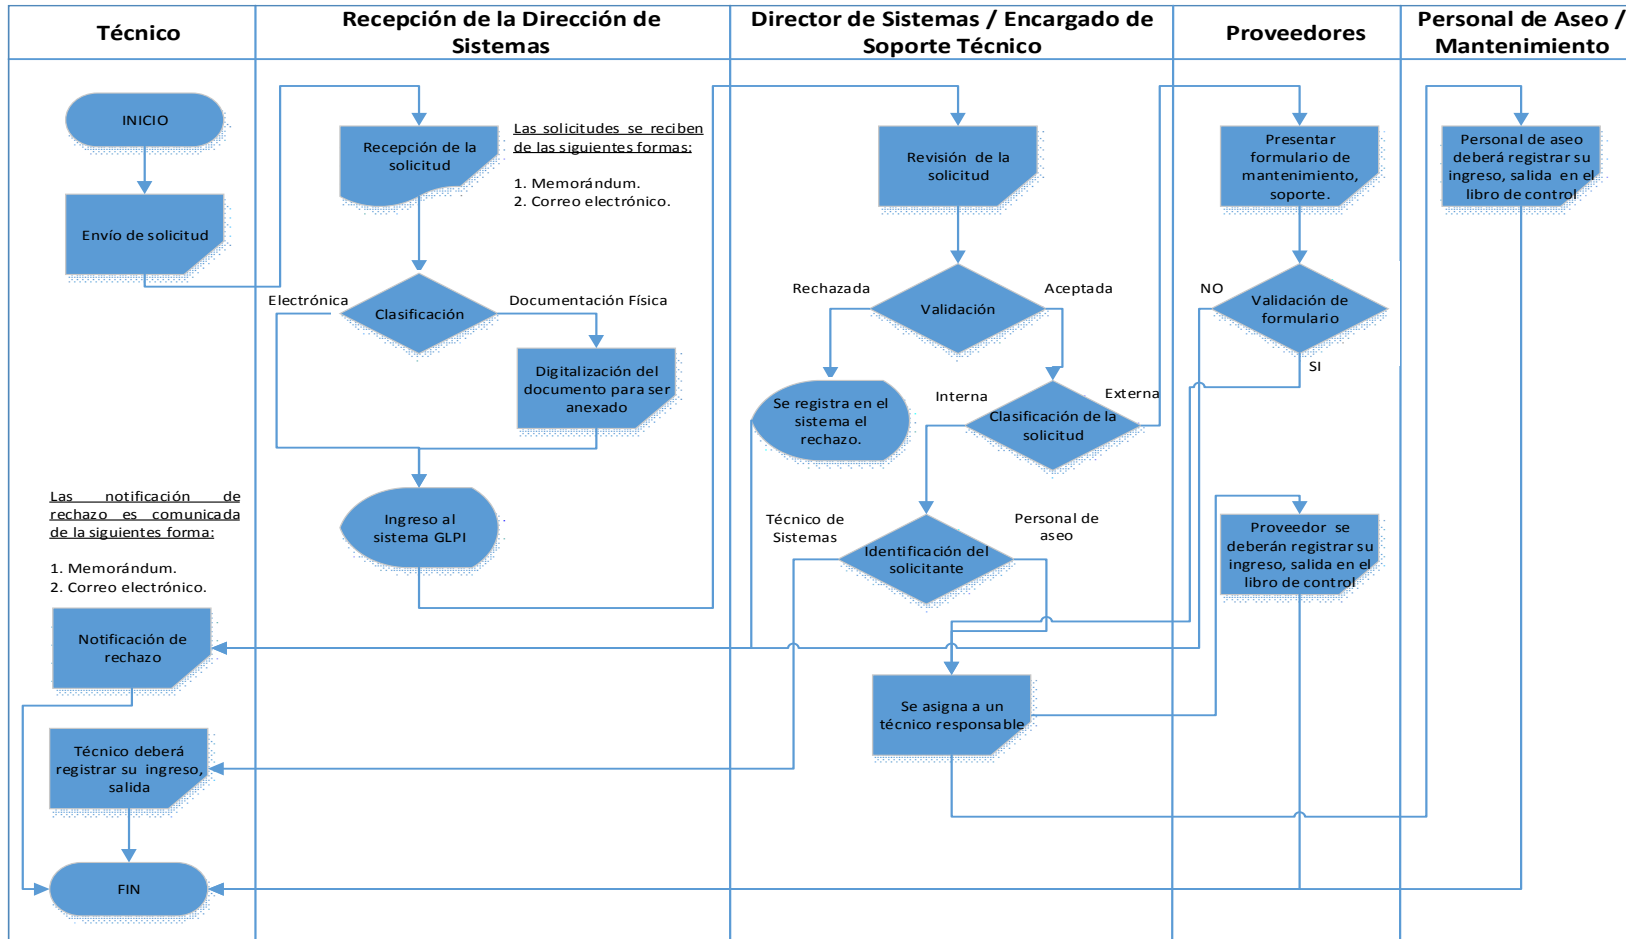 Técnico
Recepción de la Dirección de
Sistemas
Director de Sistemas / Encargado de
Soporte Técnico
Proveedores
Personal de Aseo /
Mantenimiento
INICIO
Envío de solicitud
Las notificación de
rechazo es comunicada
de la siguientes forma:
1. Memorándum.
2. Correo electrónico.
Notificación de
rechazo
Técnico deberá
registrar su ingreso,
salida
FIN
Recepción de la
solicitud
Las solicitudes se reciben
de las siguientes formas:
1. Memorándum.
2. Correo electrónico.
Electrónica
Documentación Física
Clasificación
Digitalización del
documento para ser
anexado
Ingreso al
sistema GLPI
Revisión de la
solicitud
Rechazada
Aceptada
Validación
Se registra en el
sistema el
rechazo.
Interna
Externa
Clasificación de la
solicitud
Técnico de
Sistemas
Personal de
aseo
Identificación del
solicitante
Se asigna a un
técnico responsable
Presentar
formulario de
mantenimiento,
soporte.
NO
Validación de
formulario
SI
Proveedor se
deberán registrar su
ingreso, salida en el
libro de control
Personal de aseo
deberá registrar su
ingreso, salida en el
libro de control